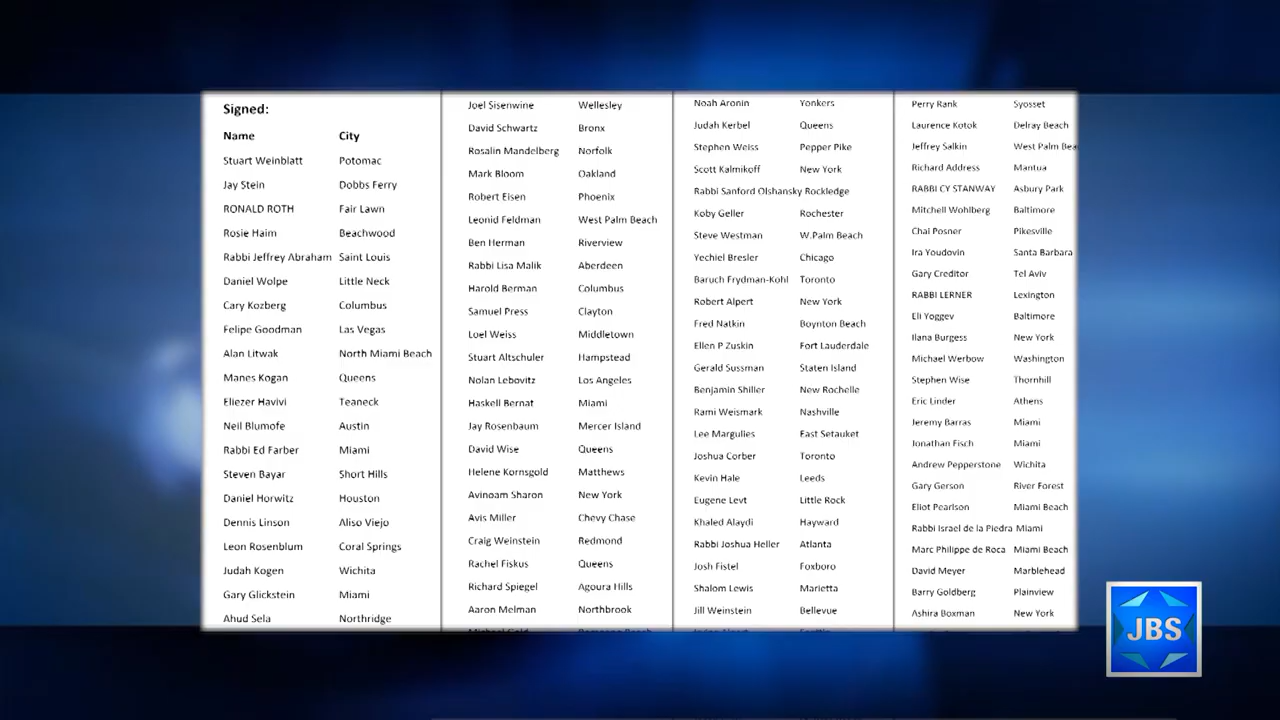 Signed:
Name City
Stuart Weinblatt Potomac
Jay Stein Dobbs Ferry
RONALD ROTH Fair Lawn
Rosie Haim Beachwood
Rabbi Jeffrey Abraham Saint Louis
Daniel Wolpe Little Neck
Cary Kozberg Columbus
Felipe Goodman Las Vegas
Alan Litwak North Miami Beach
Manes Kogan Queens
Eliezer Havivi Teaneck
Neil Blumofe Austin
Rabbi Ed Farber Miami
Steven Bayar Short Hills
Daniel Horwitz Houston
Dennis Linson Aliso Viejo
Leon Rosenblum Coral Springs
Judah Kogen Wichita
Gary Glickstein Miami
Ahud Sela Northridge
Joel Sisenwine Wellesley
David Schwartz Bronx
Rosalin Mandelberg Norfolk
Mark Bloom Oakland
Robert Eisen Phoenix
Leonid Feldman West Palm Beach
Ben Herman Riverview
Rabbi Lisa Malik Aberdeen
Harold Berman Columbus
Samuel Press Clayton
Loel Weiss Middletown
Stuart Altschuler Hampstead
Nolan Lebovitz Los Angeles
Haskell Bernat Miami
Jay Rosenbaum Mercer Island
David Wise Queens
Helene Kornsgold Matthews
Avinoam Sharon New York
Avis Miller Chevy Chase
Craig Weinstein Redmond
Rachel Fiskus Queens
Richard Spiegel Agoura Hills
Aaron Melman Northbrook
Noah Aronin Yonkers
Judah Kerbel Queens
Stephen Weiss Pepper Pike
Scott Kalmikoff New York
Rabbi Sanford Olshansky Rockledge
Koby Geller Rochester
Steve Westman W.Palm Beach
Yechiel Bresler Chicago
Baruch Frydman-Kohl Toronto
Robert Alpert New York
Fred Natkin Boynton Beach
Ellen P Zuskin Fort Lauderdale
Gerald Sussman Staten Island
Benjamin Shiller New Rochelle
Rami Weismark Nashville
Lee Margulies East Setauket
Joshua Corber Toronto
Kevin Hale Leeds
Eugene Levt Little Rock
Khaled Alaydi Hayward
Rabbi Joshua Heller Atlanta
Josh Fistel Foxboro
Shalom Lewis Marietta
Jill Weinstein Bellevue
Perry Rank Syosset
Laurence Kotok Delray Beach
Jeffrey Salkin West Palm Bea
Richard Address Mantua
RABBI CY STANWAY Asbury Park
Mitchell Wohlberg Baltimore
Chai Posner Pikesville
Ira Youdovin Santa Barbara
Gary Creditor Tel Aviv
RABBI LERNER Lexington
Eli Yoggev Baltimore
Ilana Burgess New York
Michael Werbow Washington
Stephen Wise Thornhill
Eric Linder Athens
Jeremy Barras Miami
Jonathan Fisch Miami
Andrew Pepperstone Wichita
Gary Gerson River Forest
Eliot Pearlson Miami Beach
Rabbi Israel de la Piedra Miami
Marc Philippe de Roca Miami Beach
David Meyer Marblehead
Barry Goldberg Plainview
Ashira Boxman New York
JBS